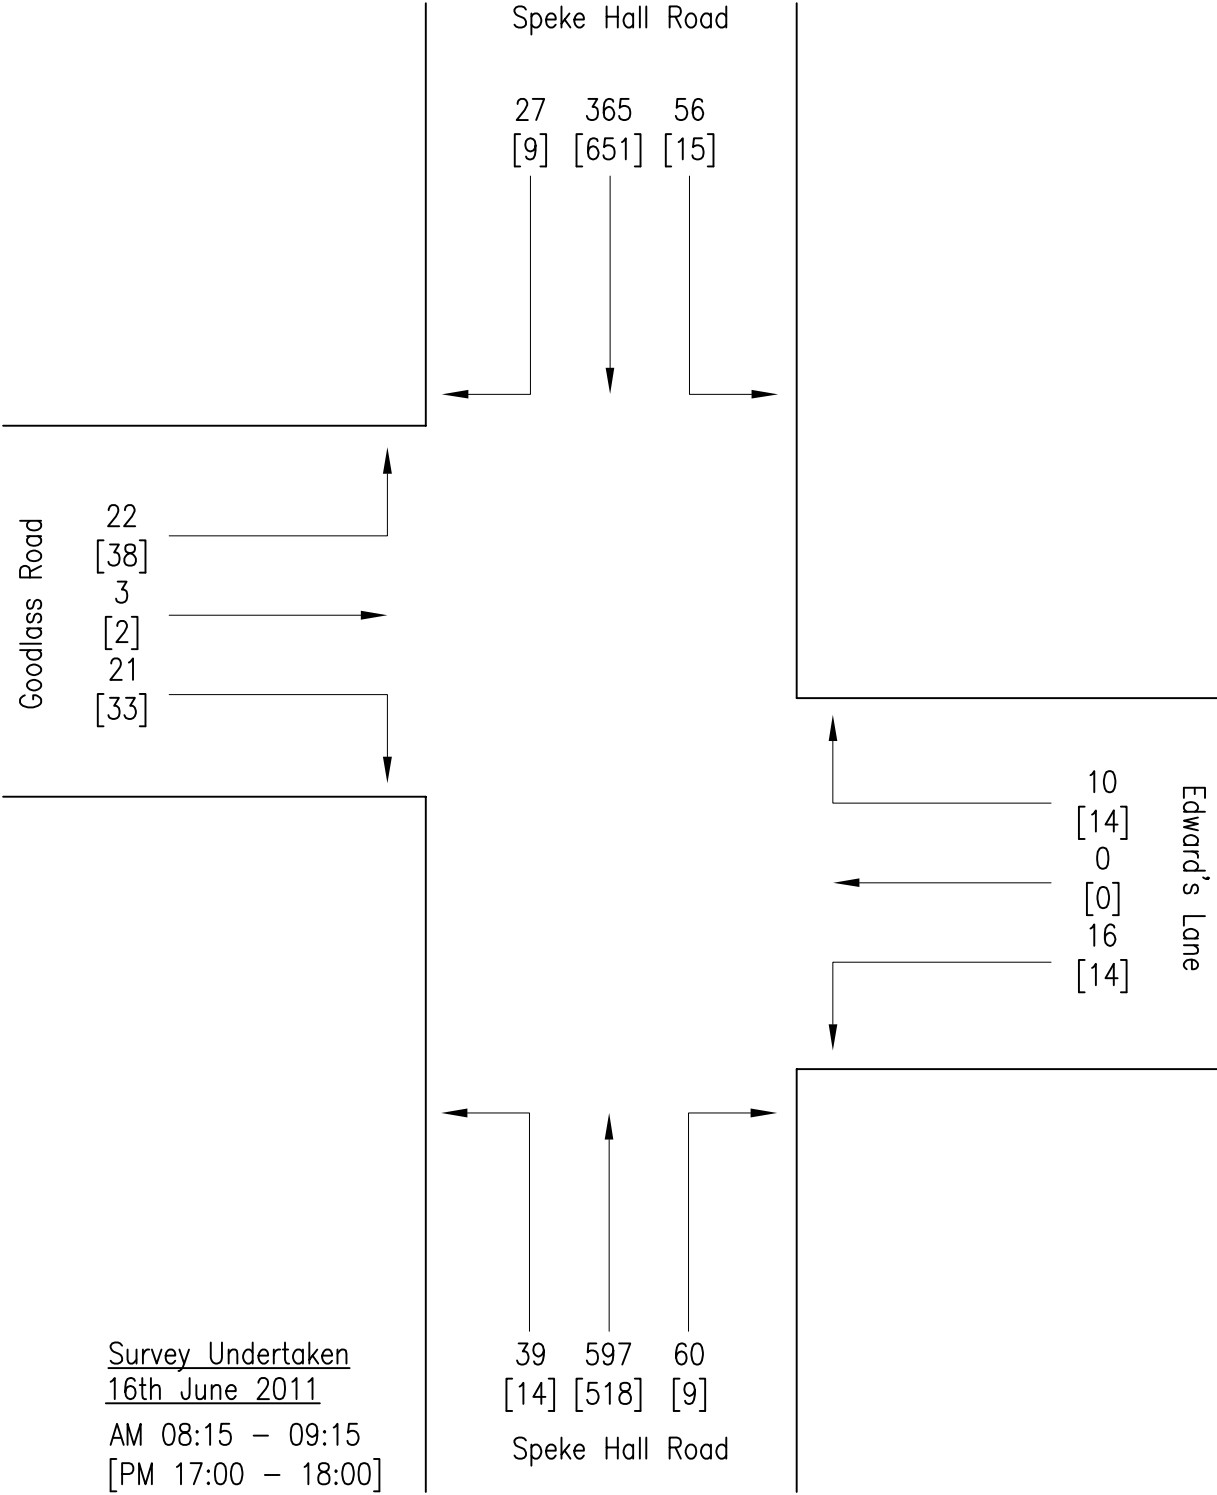 Speke Hall Road
27 365 56
[9] [651] [15]
Goodlass Road
22
[38]
3
[2]
21
[33]
10
[14]
0
[0]
16
[14]
Edward's Lane
39 597 60
[14] [518] [9]
Speke Hall Road
Survey Undertaken
16th June 2011
AM 08:15 - 09:15
[PM 17:00 - 18:00]